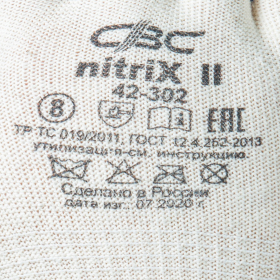 СВС
nitriX II
42-302
8 EAC
ТР ТС 019/2011, ГОСТ 12.4.252-2013
утилизация-см. инструкцию.
Сделано в России
дата изг.: 07.2020 г.